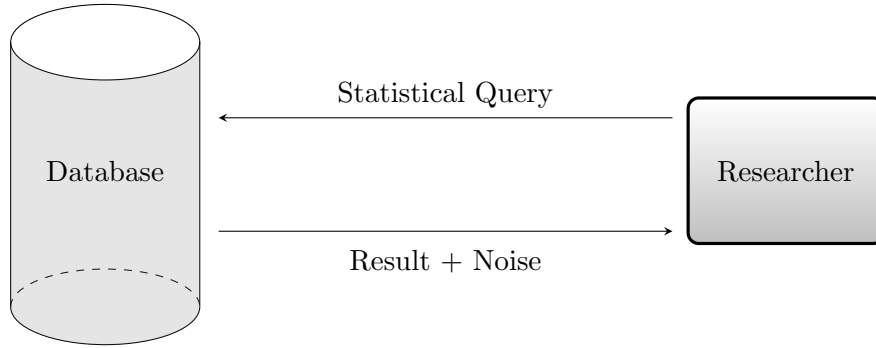 Statistical Query
Database
Researcher
Result + Noise